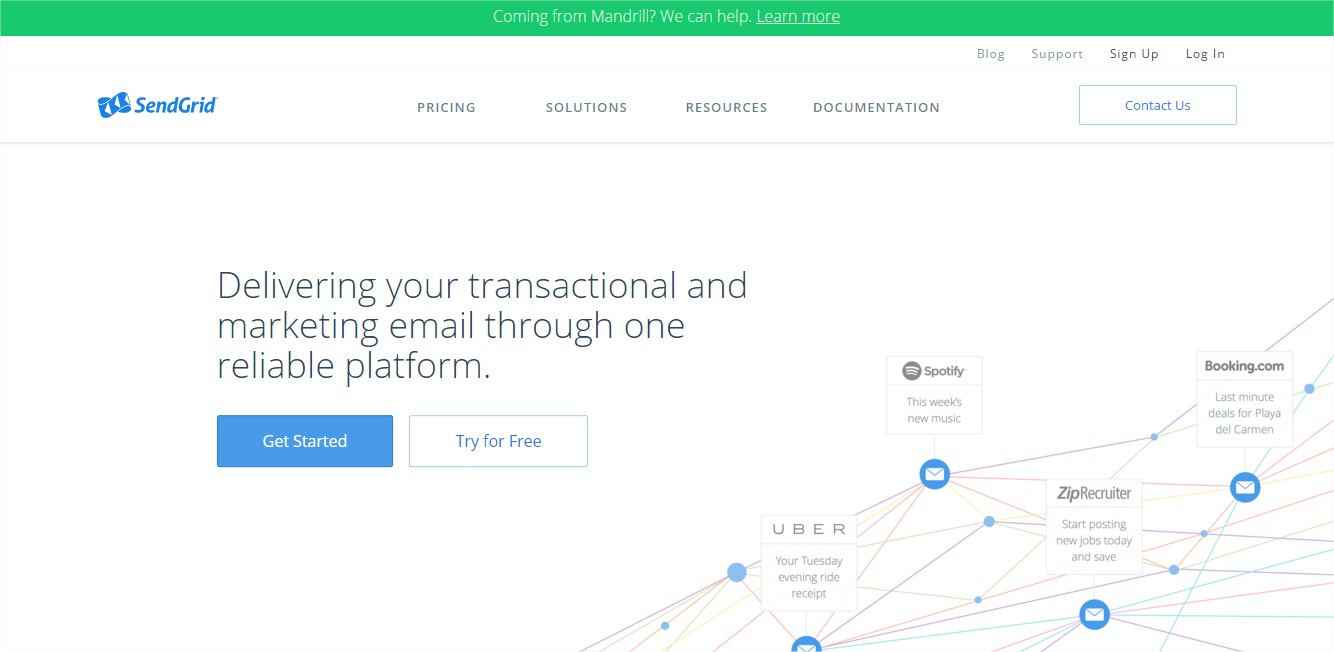 Coming from Mandrill? We can help. Learn more
Blog Support Sign Up Log In
SendGrid
PRICING SOLUTIONS RESOURCES DOCUMENTATION
Contact Us
Delivering your transactional and
marketing email through one
reliable platform.
Get Started Try for Free
Spotify
This week's
new music
Booking.com
Last minute
deals for Playa
del Carmen
ZipRecruiter
Start posting
new jobs today
and save
UBER
Your Tuesday
evening ride
receipt